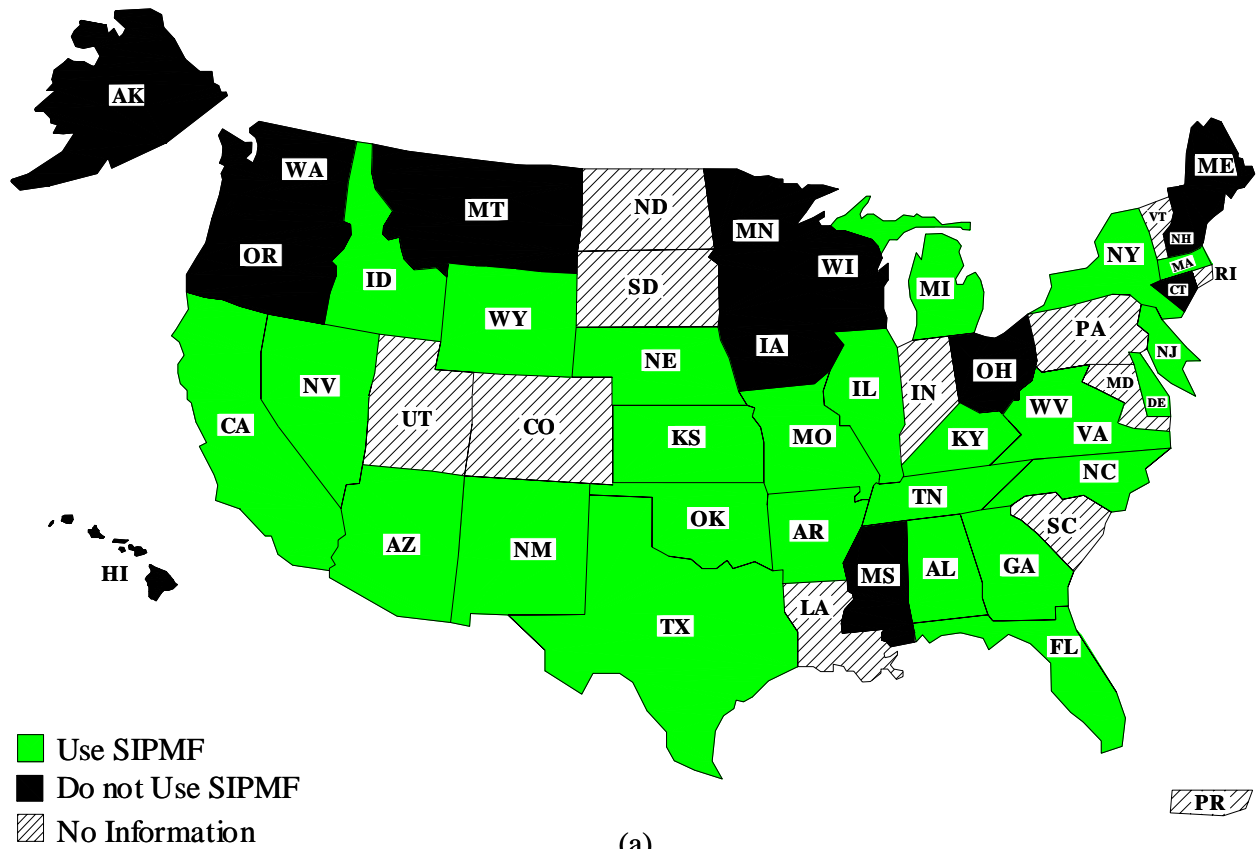 AK
WA
ME
MT
ND
VT
MN
NH
OR
NY
WI
MA
RI
ID
SD
MI
CT
WY
PA
IA
NE
NJ
OH
NV
IL
IN
MD
UT
DE
WV
CA
CO
KS
MO
KY
VA
NC
TN
OK
AR
SC
AZ
NM
HI
MS
AL
GA
LA
TX
FL
Use SIPMF
Do not Use SIPMF
PR
No Information
(a)